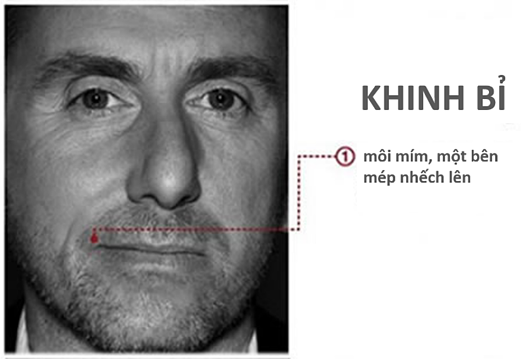 KHINH BỈ
1 môi mím, một bên
mép nhếch lên